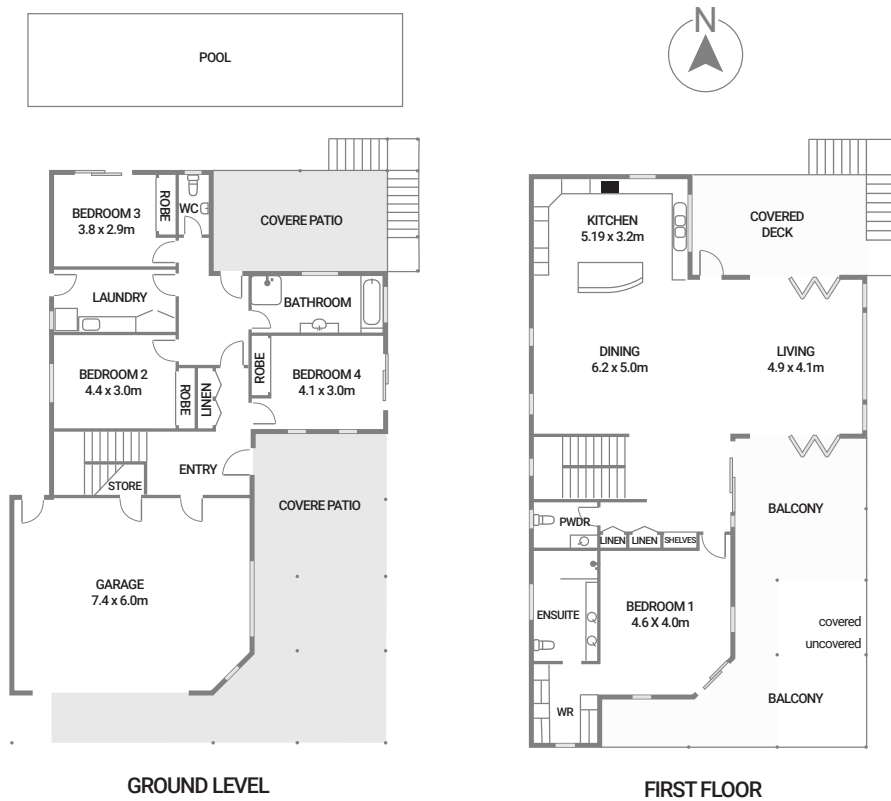 POOL
N
BEDROOM 3
3.8 x 2.9m
ROBE
WC
COVERE PATIO
LAUNDRY
BATHROOM
BEDROOM 2
4.4 x 3.0m
ROBE
LINEN
ROBE
BEDROOM 4
4.1 x 3.0m
ENTRY
STORE
COVERE PATIO
GARAGE
7.4 x 6.0m
GROUND LEVEL
KITCHEN
5.19 x 3.2m
COVERED
DECK
DINING
6.2 x 5.0m
LIVING
4.9 x 4.1m
PWDR
LINEN
LINEN
SHELVES
BALCONY
ENSUITE
BEDROOM 1
4.6 X 4.0m
covered
uncovered
WR
BALCONY
FIRST FLOOR